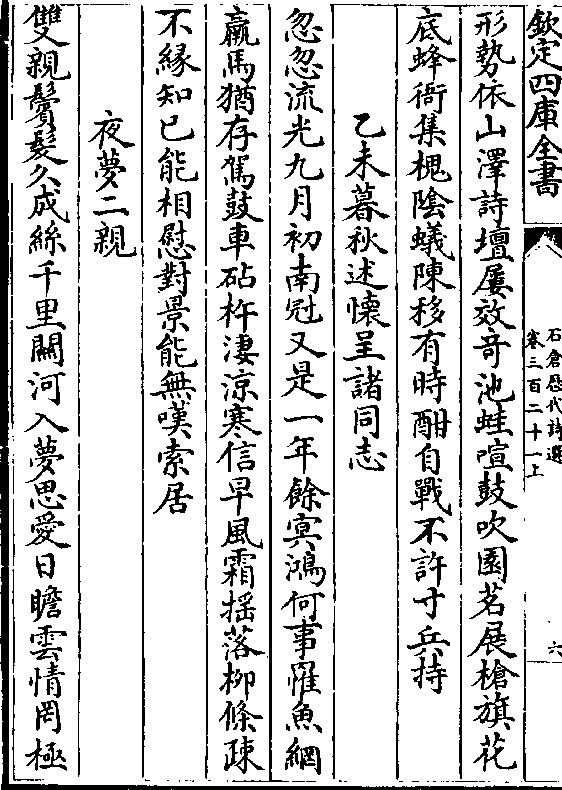 欽定四庫全書
石倉歷代詩選
卷三百二十一上
六
形勢依山澤詩壇屢效竒池蛙喧鼓吹園茗展槍旗花
底蜂衙集槐陰蟻陳移有時酣自戰不許寸兵持
乙未暮秋述懷呈諸同志
忽忽流光九月初南冠又是一年餘㝠鴻何事罹魚網
羸馬猶存駕鼓車砧杵淒涼寒信早風霜揺落柳條疎
不縁知己能相慰對景能無嘆索居
夜夢二親
雙親鬢髮久成絲千里闗河入夢思愛日瞻雲情罔極